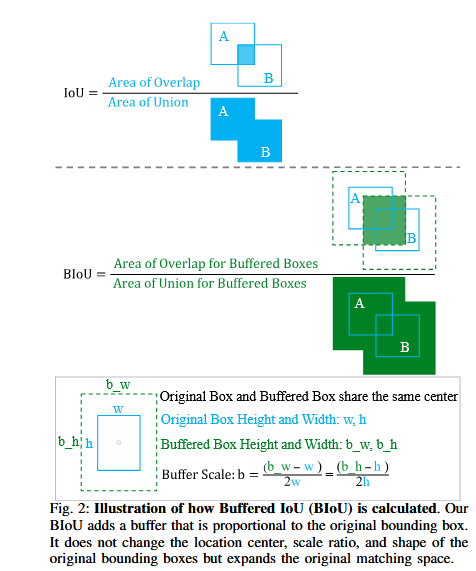 A
B
IoU =
Area of Overlap
Area of Union
A
B
A
B
BIoU =
Area of Overlap for Buffered Boxes
Area of Union for Buffered Boxes
A
B
b_w
w
b_h
h
Original Box and Buffered Box share the same center
Original Box Height and Width: w, h
Buffered Box Height and Width: b_w, b_h
Buffer Scale: b = (b_w − w) / 2w = (b_h − h) / 2h
Fig. 2: Illustration of how Buffered IoU (BIoU) is calculated. Our
BIoU adds a buffer that is proportional to the original bounding box.
It does not change the location center, scale ratio, and shape of the
original bounding boxes but expands the original matching space.